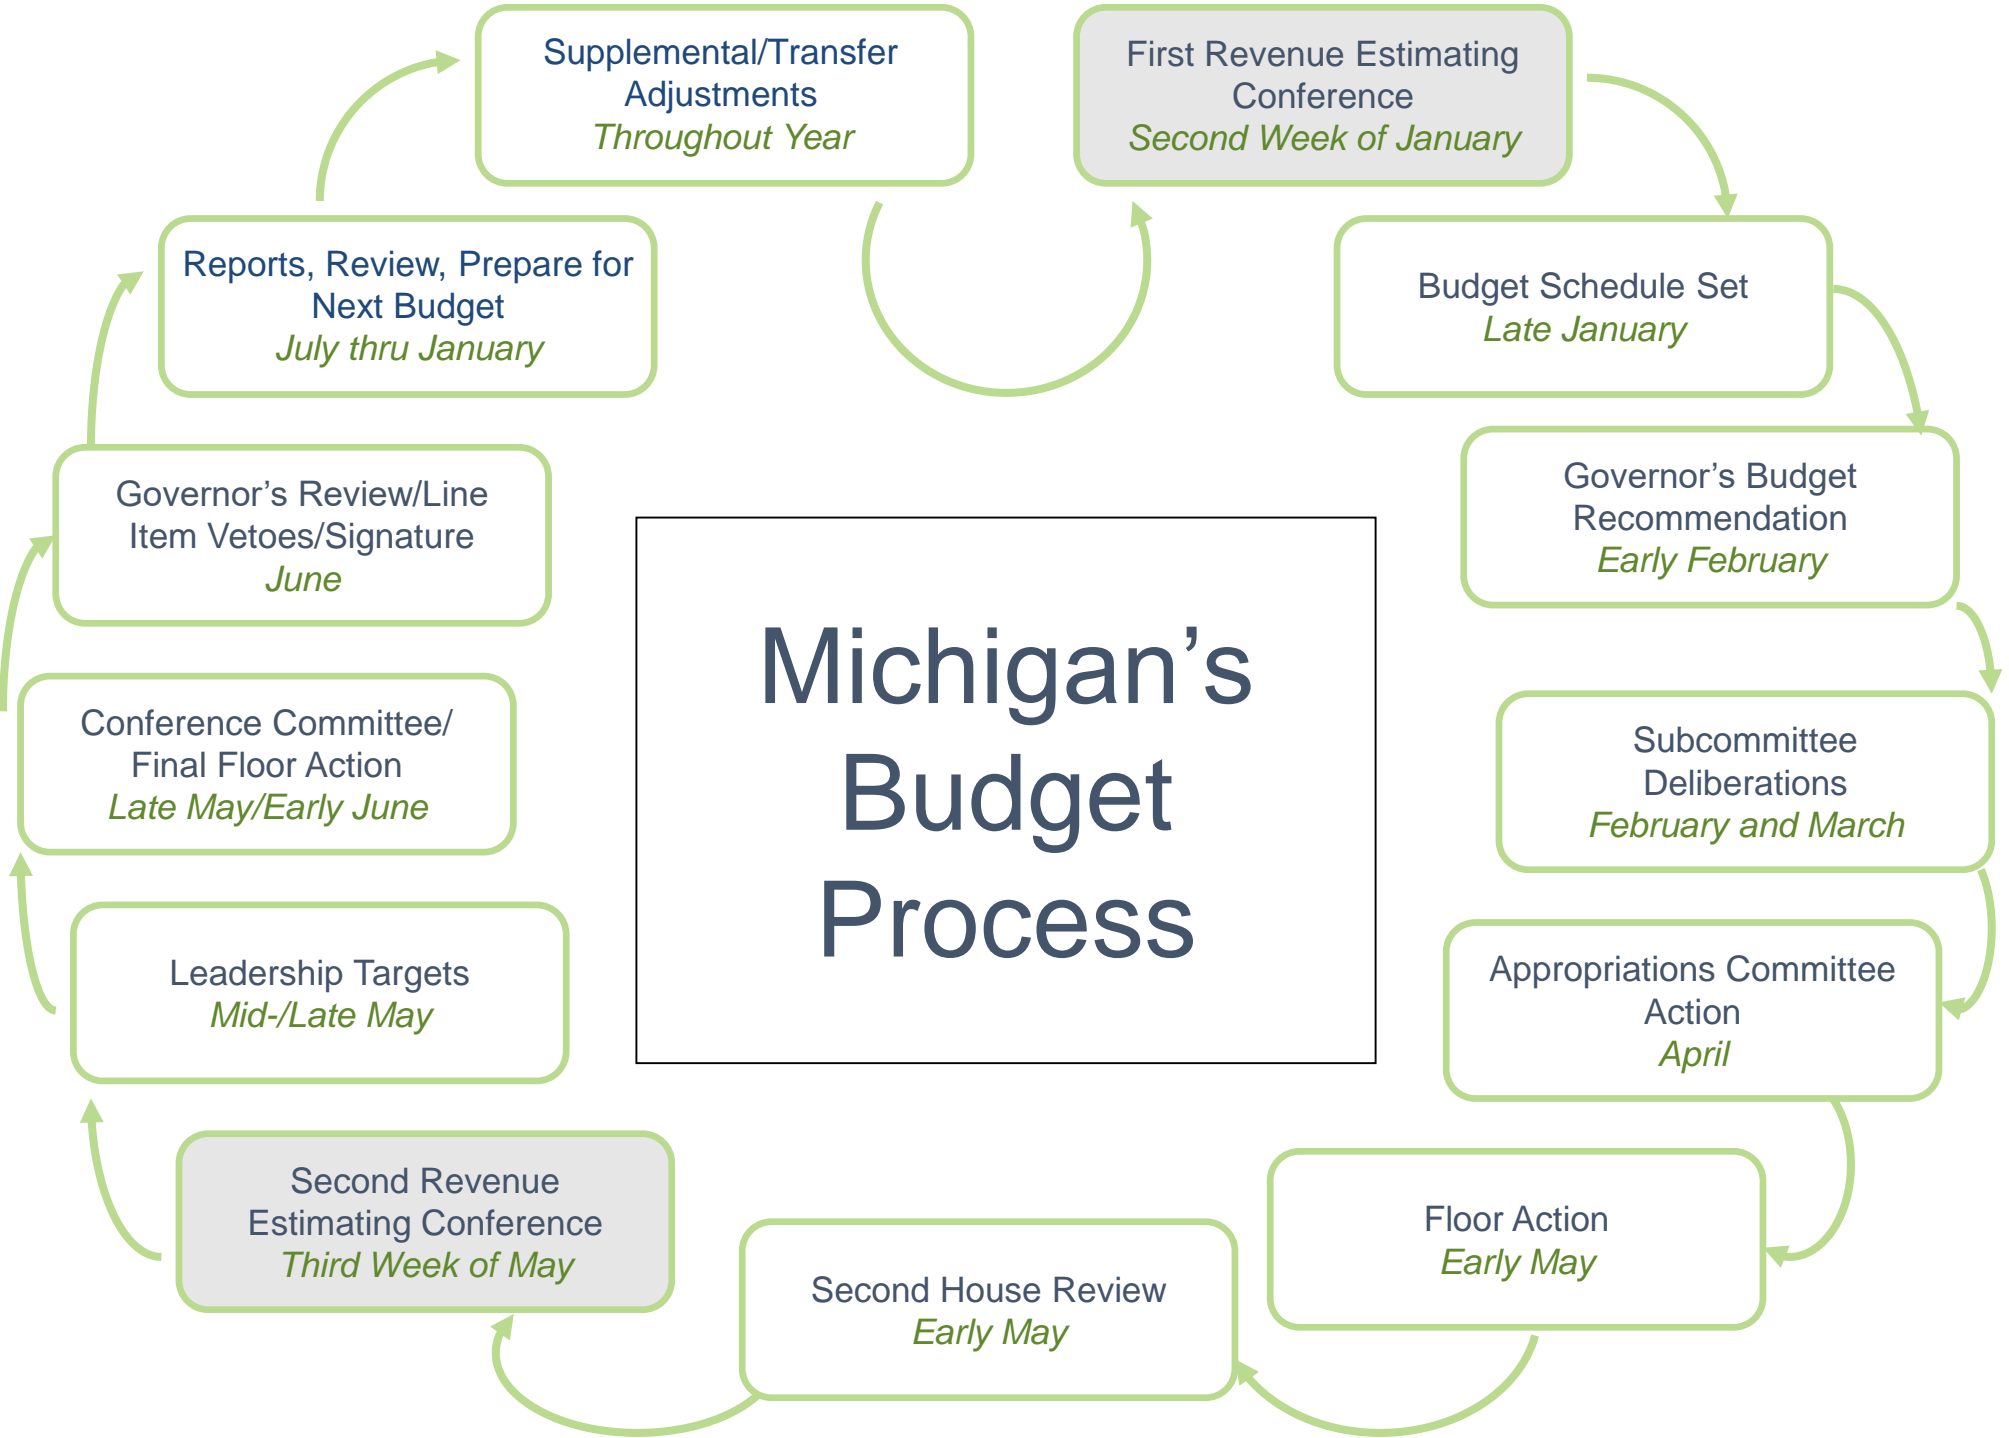 Supplemental/Transfer
Adjustments
Throughout Year
First Revenue Estimating
Conference
Second Week of January
Budget Schedule Set
Late January
Governor’s Budget
Recommendation
Early February
Subcommittee
Deliberations
February and March
Appropriations Committee
Action
April
Floor Action
Early May
Second House Review
Early May
Second Revenue
Estimating Conference
Third Week of May
Leadership Targets
Mid-/Late May
Conference Committee/
Final Floor Action
Late May/Early June
Governor’s Review/Line
Item Vetoes/Signature
June
Reports, Review, Prepare for
Next Budget
July thru January
Michigan’s
Budget
Process